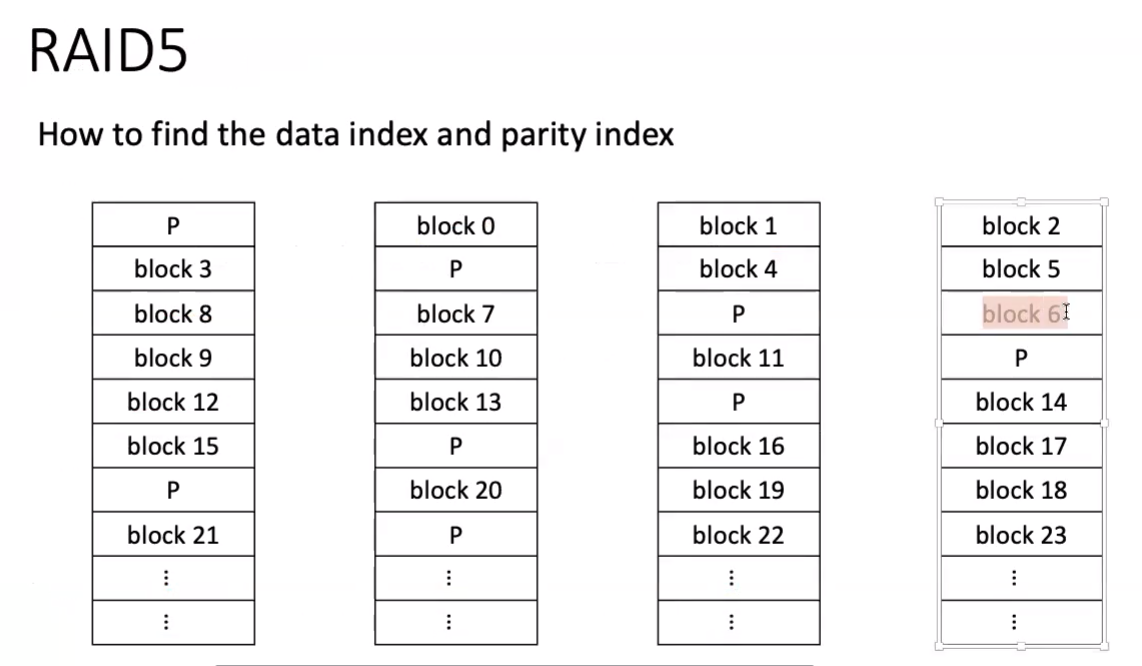 RAID5
How to find the data index and parity index
P block 0 block 1 block 2
block 3 P block 4 block 5
block 8 block 7 P block 6
block 9 block 10 block 11 P
block 12 block 13 P block 14
block 15 P block 16 block 17
P block 20 block 19 block 18
block 21 P block 22 block 23
⋮ ⋮ ⋮ ⋮
⋮ ⋮ ⋮ ⋮